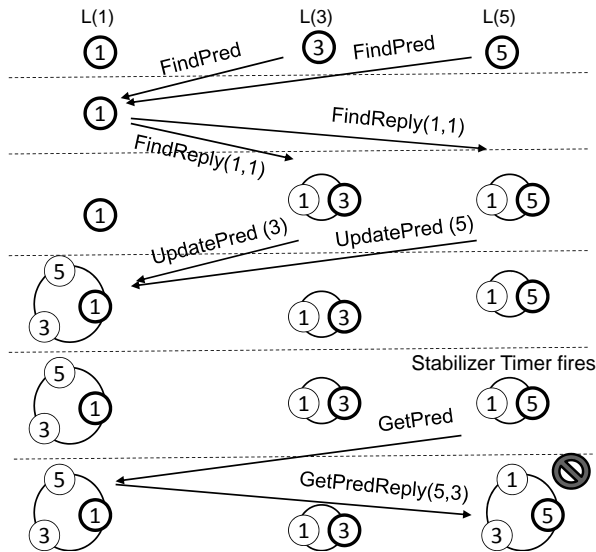 L(1) L(3) L(5)
1 3 5
FindPred FindPred
1
FindReply(1,1)
FindReply(1,1)
1 1 3 1 5
UpdatePred (3) UpdatePred (5)
5
1 3 1 3 1 5
Stabilizer Timer fires
5
1 3 1 3 1 5
GetPred
GetPredReply(5,3)
5 1
1 1 3 5
3 3